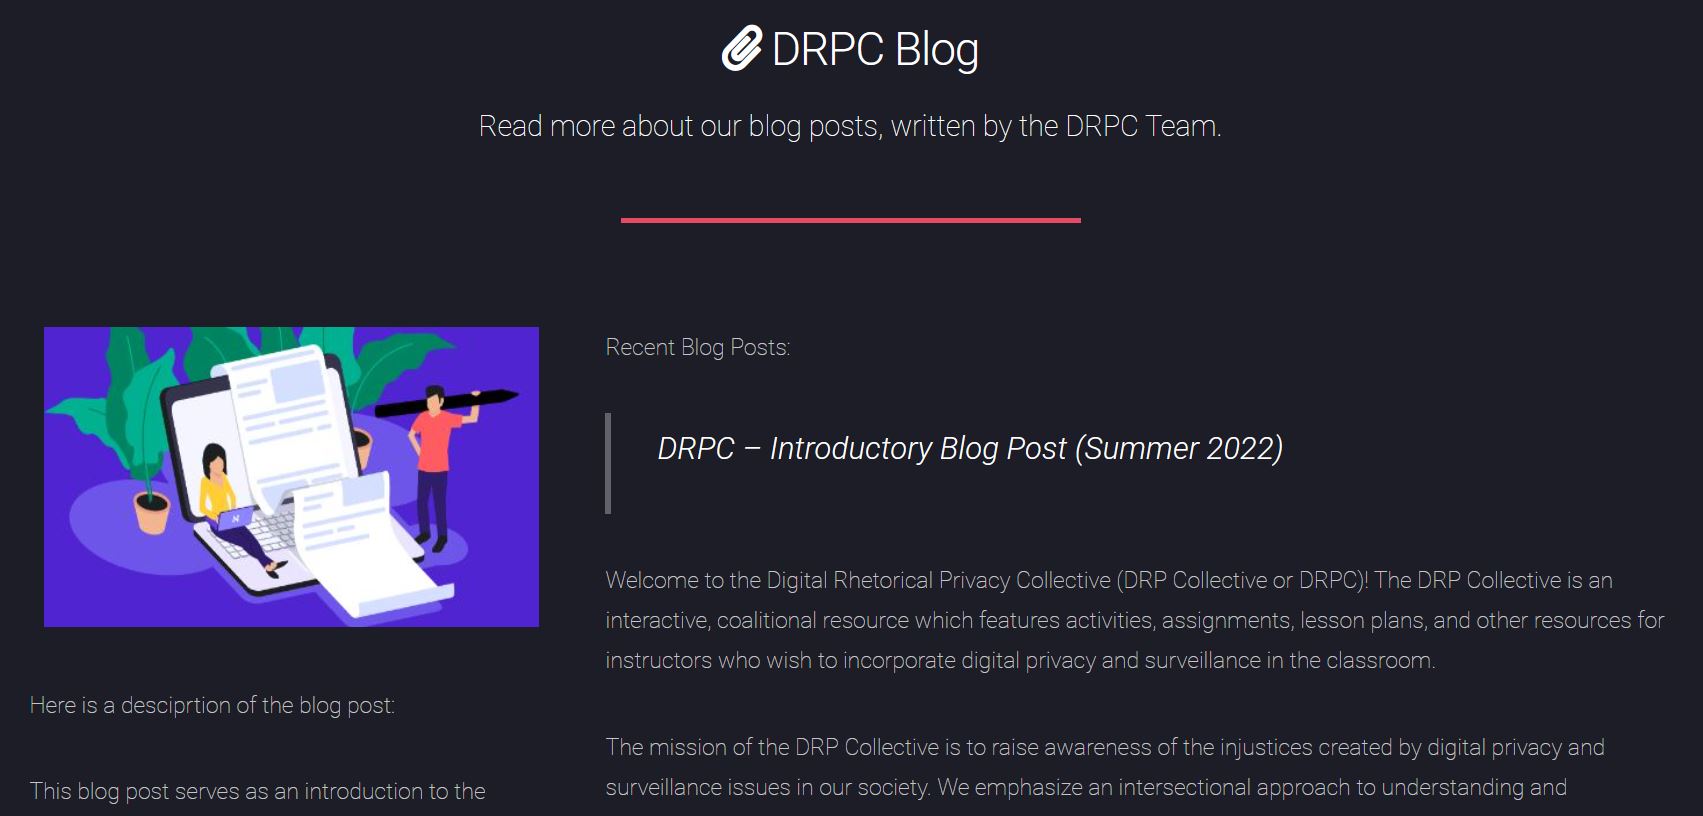 DRPC Blog
Read more about our blog posts, written by the DRPC Team.
Here is a desciprtion of the blog post:
This blog post serves as an introduction to the
Recent Blog Posts:
DRPC – Introductory Blog Post (Summer 2022)
Welcome to the Digital Rhetorical Privacy Collective (DRP Collective or DRPC)! The DRP Collective is an
interactive, coalitional resource which features activities, assignments, lesson plans, and other resources for
instructors who wish to incorporate digital privacy and surveillance in the classroom.
The mission of the DRP Collective is to raise awareness of the injustices created by digital privacy and
surveillance issues in our society. We emphasize an intersectional approach to understanding and